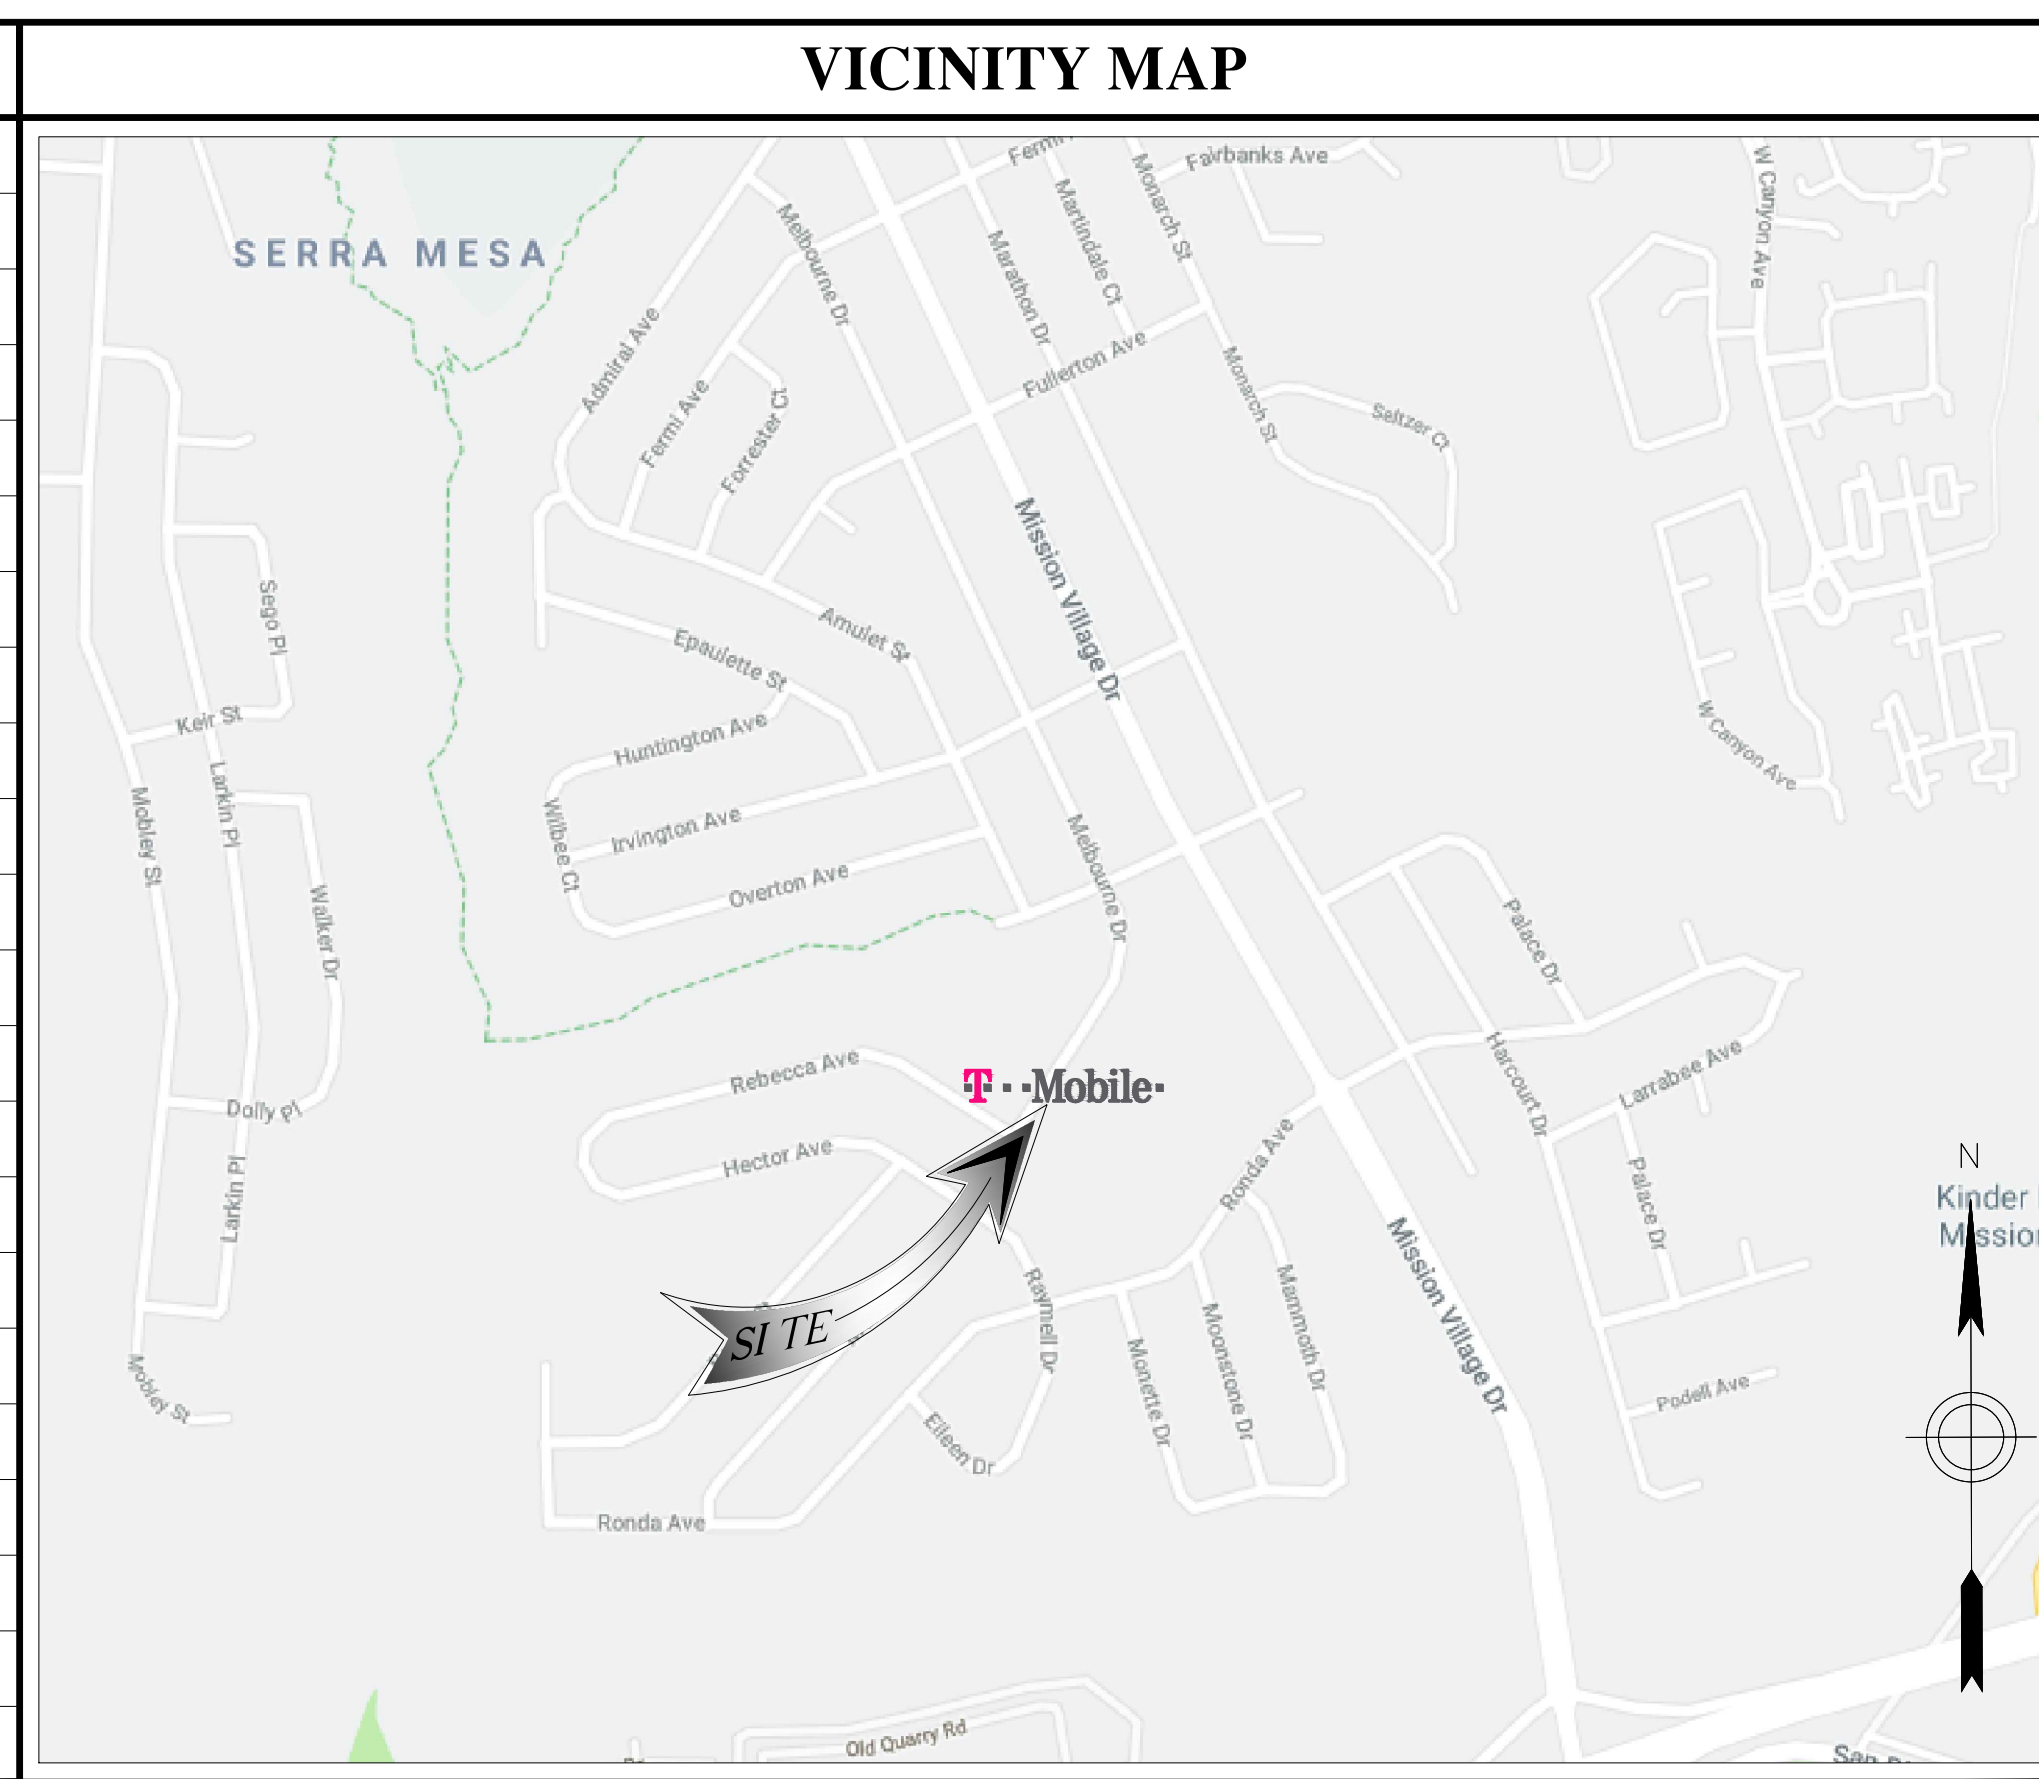 VICINITY MAP
Fermi
Fairbanks Ave
W Canyon Ave
Monarch St
Martindale Ct
Melbourne Dr
Marathon Dr
SERRA MESA
Admiral Ave
Fullerton Ave
Monarch St
Fermi Ave
Forrester Ct
Seltzer Ct
Mission Village Dr
Sego Pl
Amulet St
Epaulette St
Keir St
Huntington Ave
W Canyon Ave
Larkin Pl
Mobley St
Wilbee Ct
Irvington Ave
Melbourne Dr
Overton Ave
Walker Dr
Palace Dr
Rebecca Ave
T··Mobile·
Harcourt Dr
Larrabee Ave
Dolly Pl
Hector Ave
Ronda Ave
N
Larkin Pl
Palace Dr
Kinder
Mission
Mission Village Dr
Raymell Dr
Mammoth Dr
Moonstone Dr
SITE
Monette Dr
Mobley St
Podell Ave
Eileen Dr
Ronda Ave
Old Quarry Rd
San